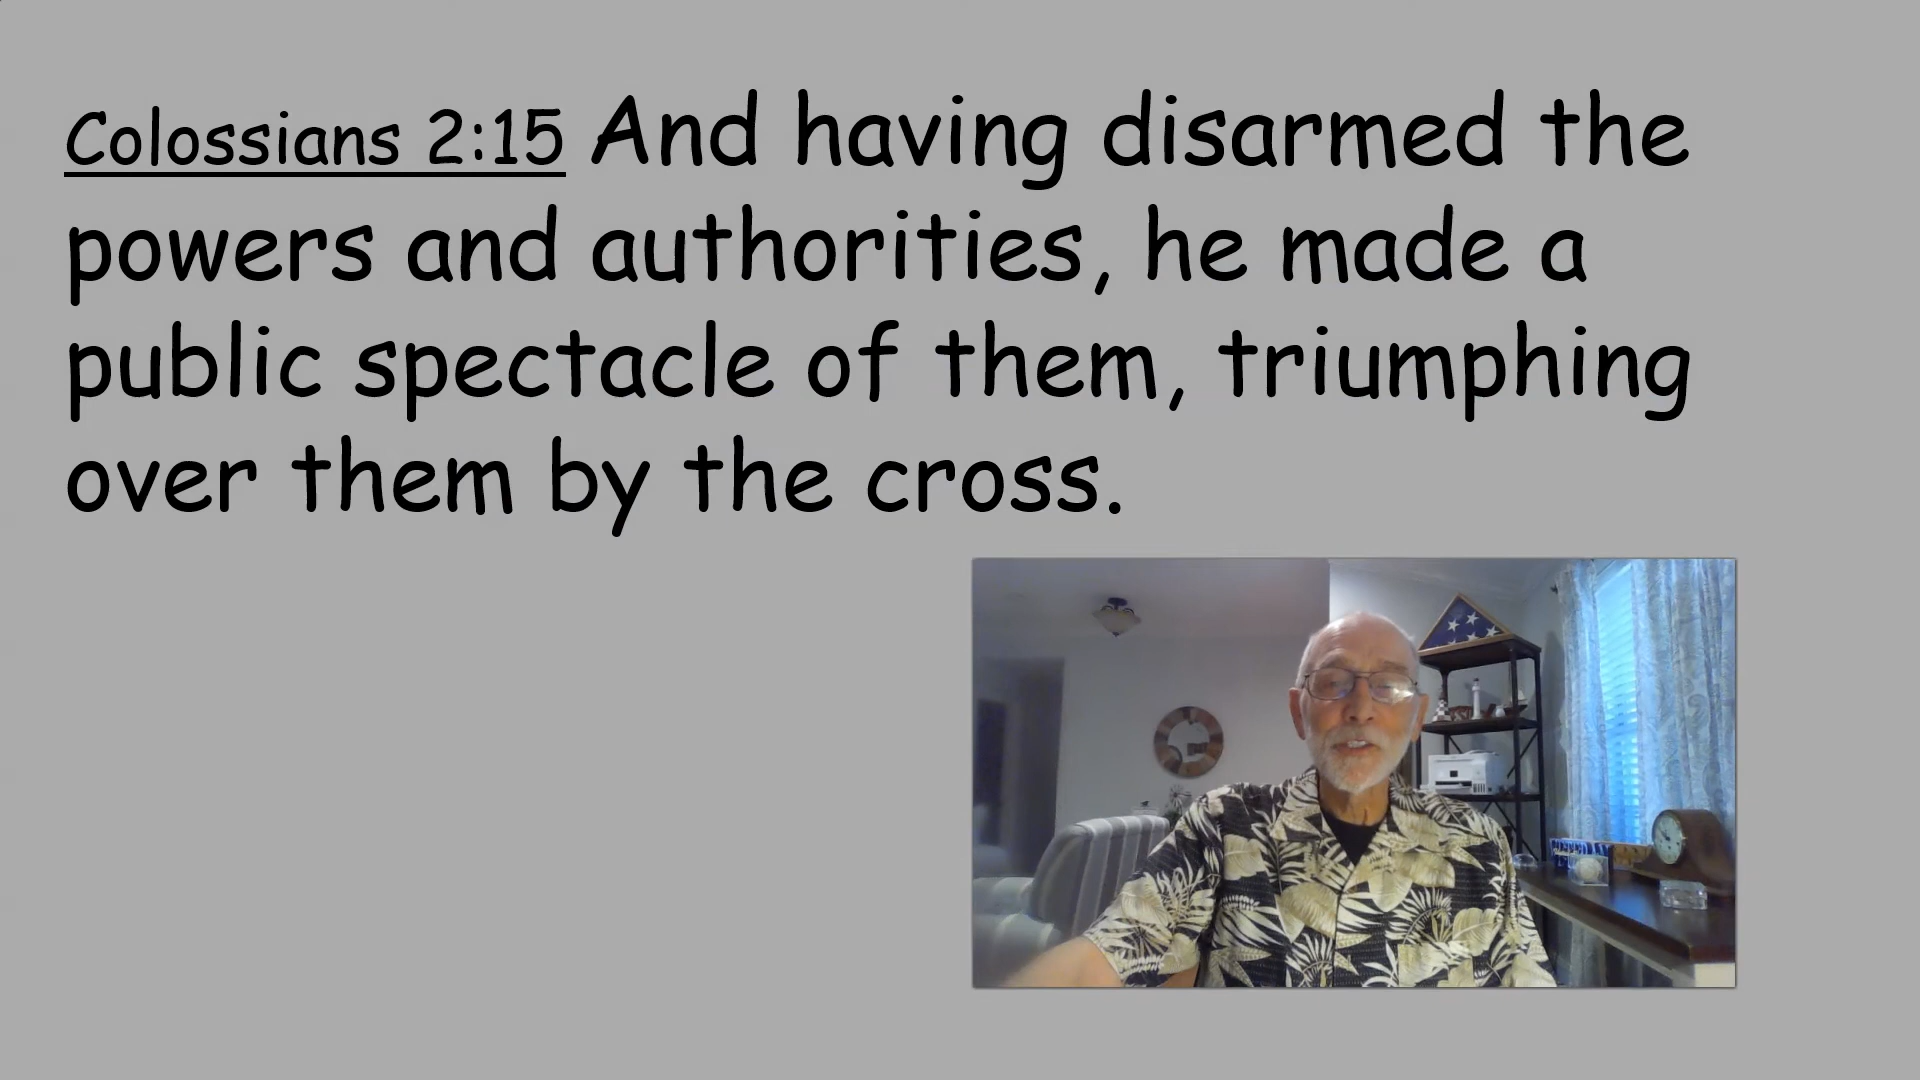 Colossians 2:15 And having disarmed the
powers and authorities, he made a
public spectacle of them, triumphing
over them by the cross.